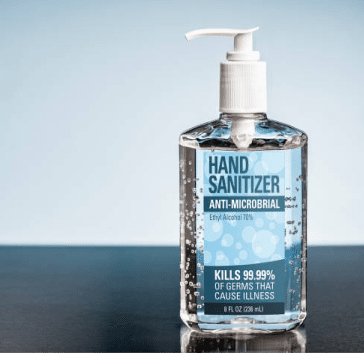 HAND
SANITIZER
ANTI-MICROBRIAL
Ethyl Alcohol 70%
KILLS 99.99%
OF GERMS THAT
CAUSE ILLNESS
8 FL OZ (236 mL)